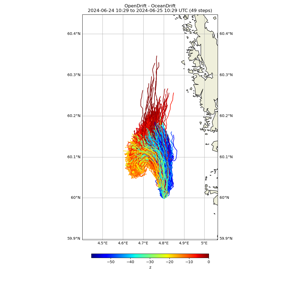 OpenDrift - OceanDrift
2024-06-24 10:29 to 2024-06-25 10:29 UTC (49 steps)
60.4°N
60.4°N
60.3°N
60.3°N
60.2°N
60.2°N
60.1°N
60.1°N
60°N
60°N
59.9°N
59.9°N
4.5°E
4.6°E
4.7°E
4.8°E
4.9°E
5°E
−50
−40
−30
−20
−10
0
z